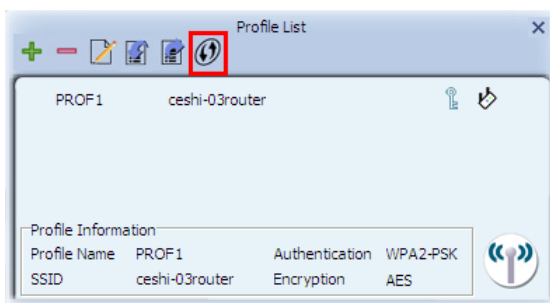 Profile List
PROF1 ceshi-03router
Profile Information
Profile Name PROF1 Authentication WPA2-PSK
SSID ceshi-03router Encryption AES